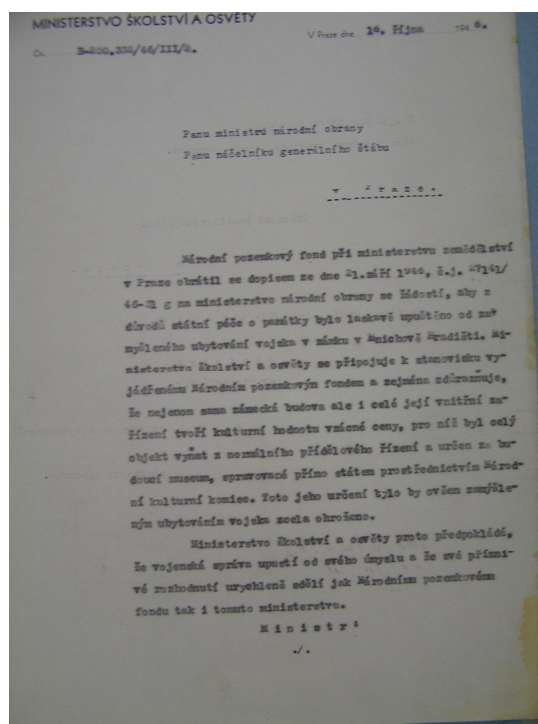 MINISTERSTVO ŠKOLSTVÍ A OSVĚTY
V Praze dne 16. října 1946.
B-200.332/46/III/2.
Panu ministru národní obrany
Panu náčelníku generálního štábu
v Praze.
Národní pozemkový fond při ministerstvu zemědělství
v Praze obrátil se dopisem ze dne 21.září 1946, č.j.
46- g na ministerstvo národní obrany se žádostí, aby z
důvodů státní péče o památky bylo laskavě upuštěno od za-
myšleného ubytování vojska v zámku v Mnichově Hradišti. Mi-
nisterstvo školství a osvěty se připojuje k stanovisku vy-
jádřenému Národním pozemkovým fondem a zejména zdůrazňuje,
že nejenom sama zámecká budova ale i celé její vnitřní za-
řízení tvoří kulturní hodnotu vzácné ceny, pro níž byl celý
objekt vyňat z normálního přídělového řízení a určen za bu-
doucí museum, spravované přímo státem prostřednictvím Národ-
ní kulturní komise. Toto jeho určení bylo by ovšem zamýšle-
ným ubytováním vojska zcela ohroženo.
Ministerstvo školství a osvěty proto předpokládá,
že vojenská správa upustí od svého úmyslu a že své přízni-
vé rozhodnutí urychleně sdělí jak Národnímu pozemkovému
fondu tak i tomuto ministerstvu.
Ministr:
./.